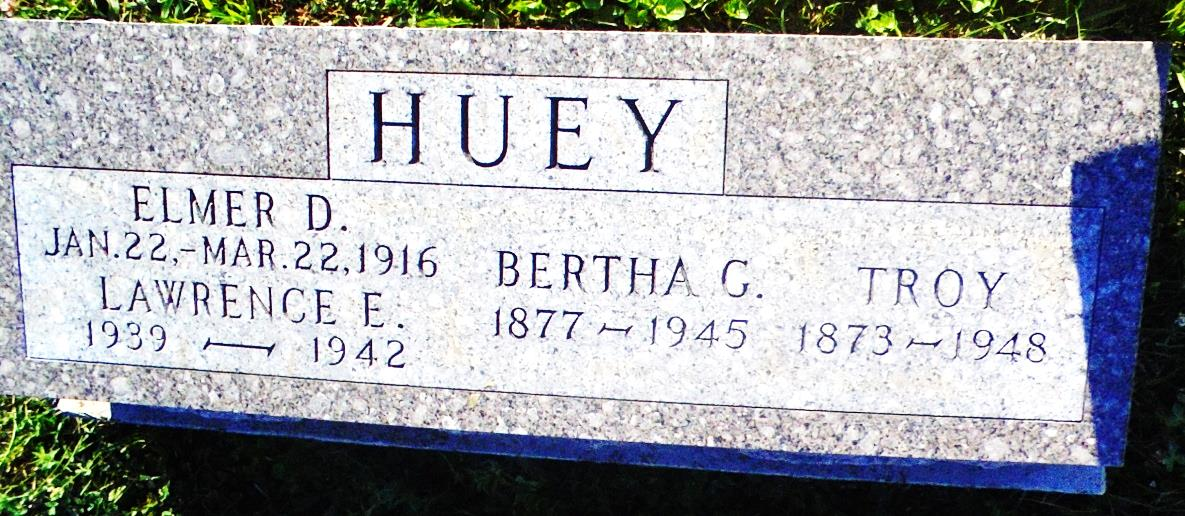 HUEY
ELMER D.
JAN.22,-MAR.22,1916
LAWRENCE E.
1939 — 1942
BERTHA G.
1877 — 1945
TROY
1873 — 1948